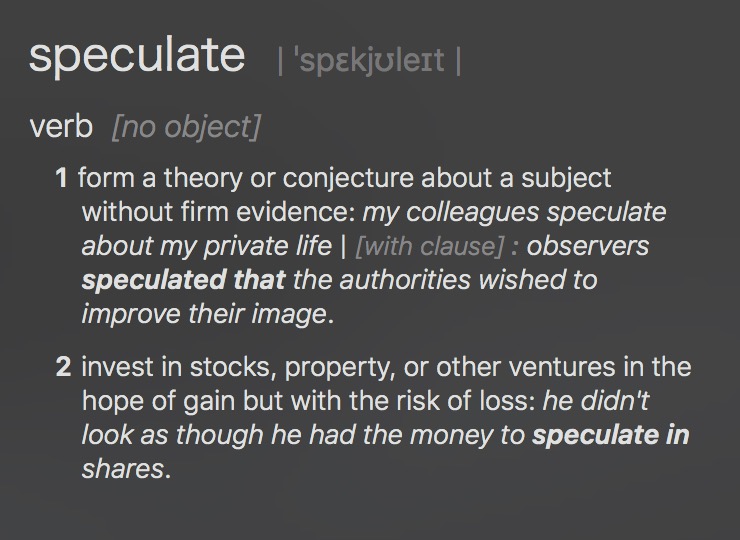 speculate | ˈspɛkjʊleɪt |
verb [no object]
1 form a theory or conjecture about a subject
without firm evidence: my colleagues speculate
about my private life | [with clause] : observers
speculated that the authorities wished to
improve their image.
2 invest in stocks, property, or other ventures in the
hope of gain but with the risk of loss: he didn't
look as though he had the money to speculate in
shares.